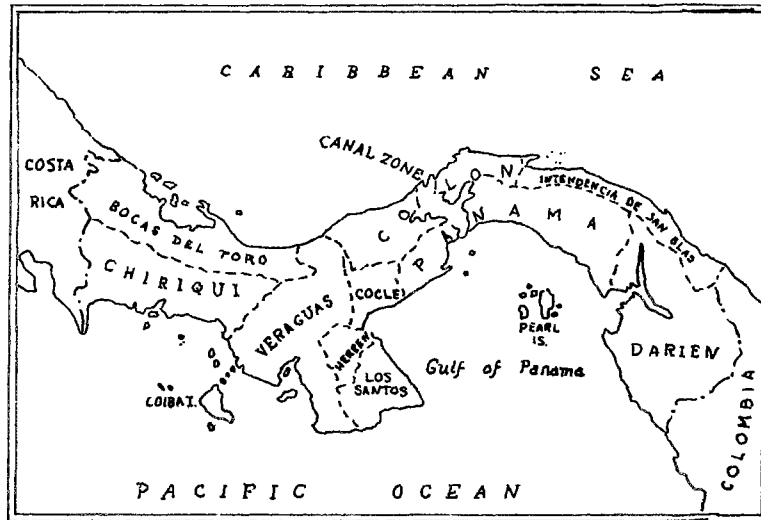 CARIBBEAN SEA
CANAL ZONE
COSTA
RICA
COLON
INTENDENCIA DE SAN BLAS
BOCAS DEL TORO
PANAMA
CHIRIQUI
VERAGUAS
COCLE
HERRERA
PEARL
IS.
LOS
SANTOS
Gulf of Panama
DARIEN
COIBA I.
COLOMBIA
PACIFIC OCEAN